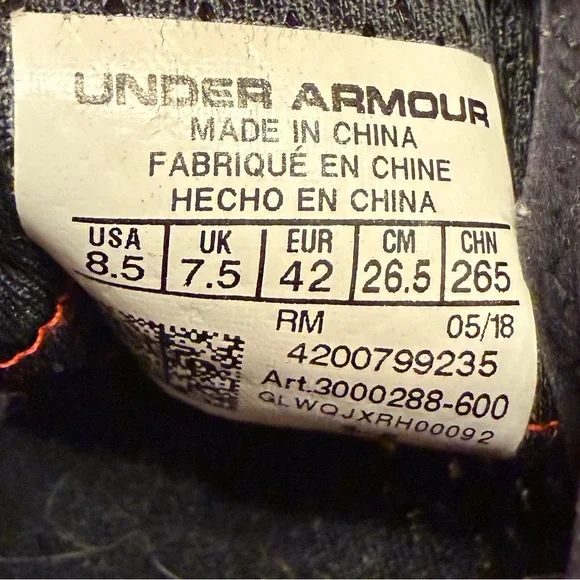 UNDER ARMOUR
MADE IN CHINA
FABRIQUÉ EN CHINE
HECHO EN CHINA
USA UK EUR CM CHN
8.5 7.5 42 26.5 265
RM 05/18
4200799235
Art.3000288-600
GLWQJXRH00092